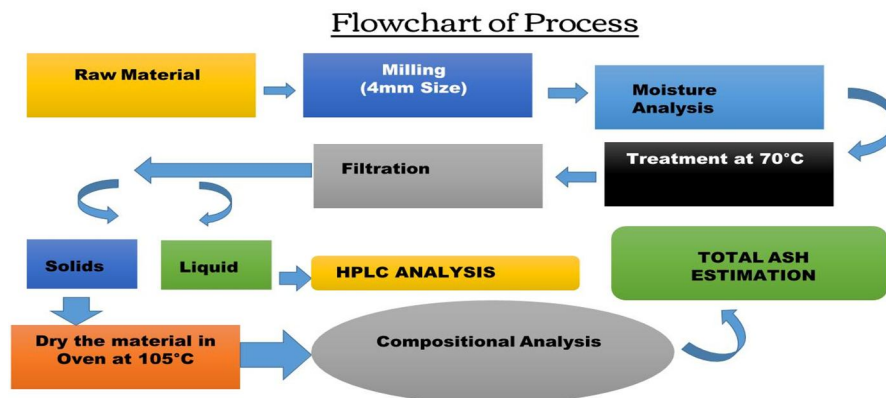 Flowchart of Process
Raw Material
Milling
(4mm Size)
Moisture
Analysis
Treatment at 70°C
Filtration
Solids
Liquid
HPLC ANALYSIS
TOTAL ASH
ESTIMATION
Dry the material in
Oven at 105°C
Compositional Analysis